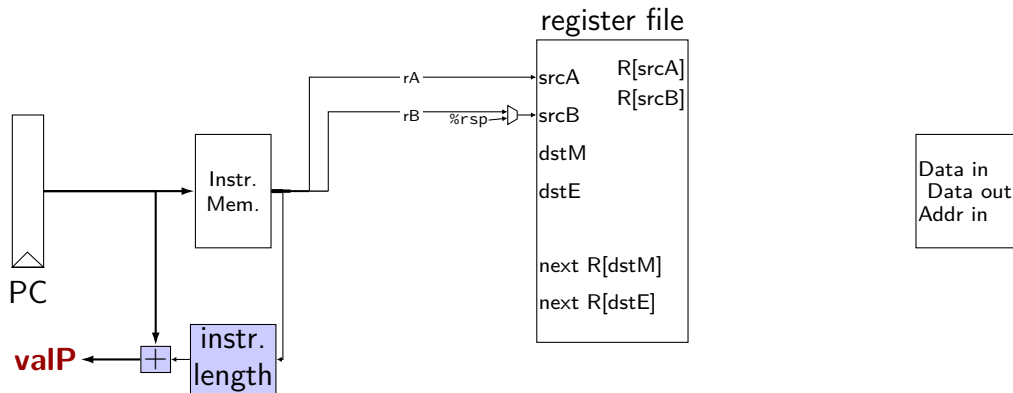 register file
rA
srcA
R[srcA]
R[srcB]
rB
%rsp
srcB
dstM
dstE
next R[dstM]
next R[dstE]
Instr.
Mem.
Data in
Data out
Addr in
PC
valP
+
instr.
length